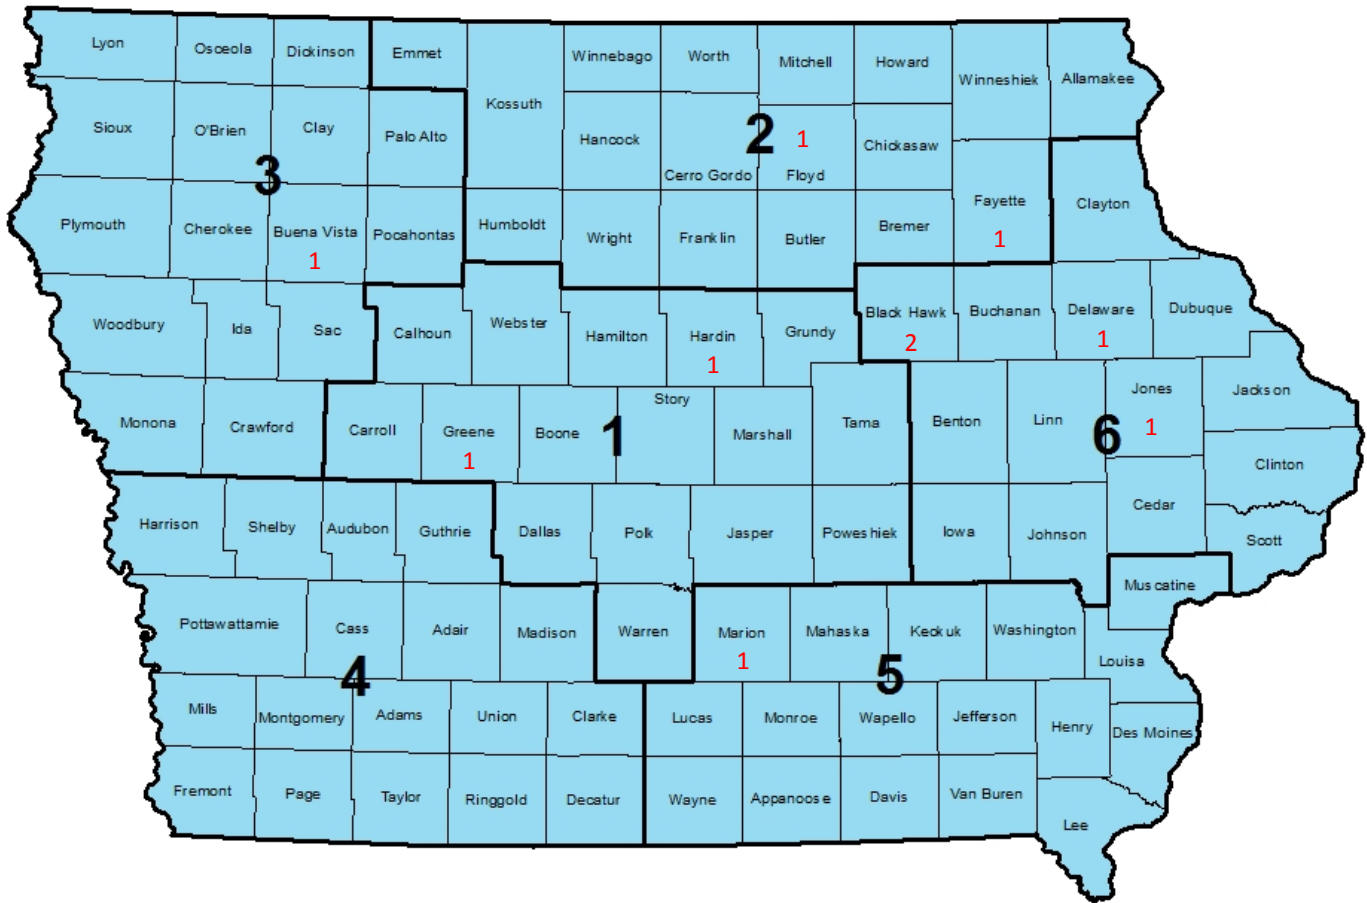 Lyon Osceola Dickinson Emmet Winnebago Worth Mitchell Howard Winneshiek Allamakee
Kossuth
Sioux O'Brien Clay Palo Alto Hancock Cerro Gordo 2 1 Floyd Chickasaw
3
Fayette 1 Clayton
Plymouth Cherokee Buena Vista 1 Pocahontas Humboldt Wright Franklin Butler Bremer
Woodbury Ida Sac Calhoun Webster Hamilton Hardin 1 Grundy Black Hawk 2 Buchanan Delaware 1 Dubuque
Monona Crawford Carroll Greene 1 Boone 1 Story Marshall Tama Benton Linn 6 Jones 1 Jackson
Clinton
Harrison Shelby Audubon Guthrie Dallas Polk Jasper Poweshiek Iowa Johnson Cedar Scott
Muscatine
Pottawattamie Cass Adair Madison Warren Marion 1 Mahaska Keokuk Washington
4 5 Louisa
Mills Montgomery Adams Union Clarke Lucas Monroe Wapello Jefferson Henry Des Moines
Fremont Page Taylor Ringgold Decatur Wayne Appanoose Davis Van Buren Lee